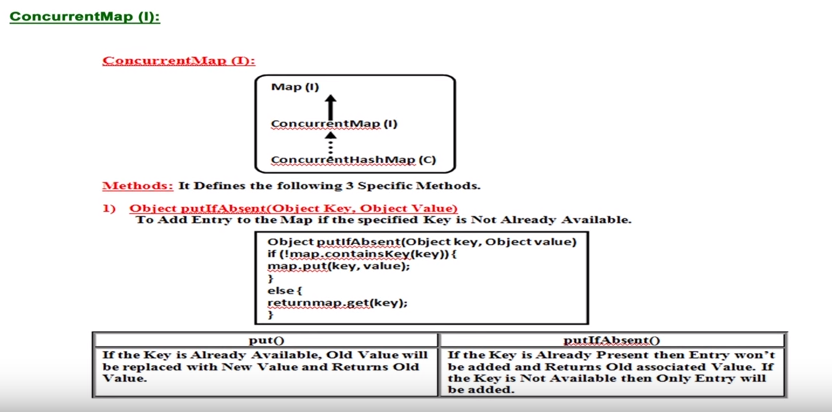 ConcurrentMap (I):
ConcurrentMap (I):
Map (I)
ConcurrentMap (I)
ConcurrentHashMap (C)
Methods: It Defines the following 3 Specific Methods.
1) Object putIfAbsent(Object Key, Object Value)
To Add Entry to the Map if the specified Key is Not Already Available.
Object putIfAbsent(Object key, Object value)
if (!map.containsKey(key)) {
map.put(key, value);
}
else {
returnmap.get(key);
}
put()
If the Key is Already Available, Old Value will
be replaced with New Value and Returns Old
Value.
putIfAbsent()
If the Key is Already Present then Entry won't
be added and Returns Old associated Value. If
the Key is Not Available then Only Entry will
be added.